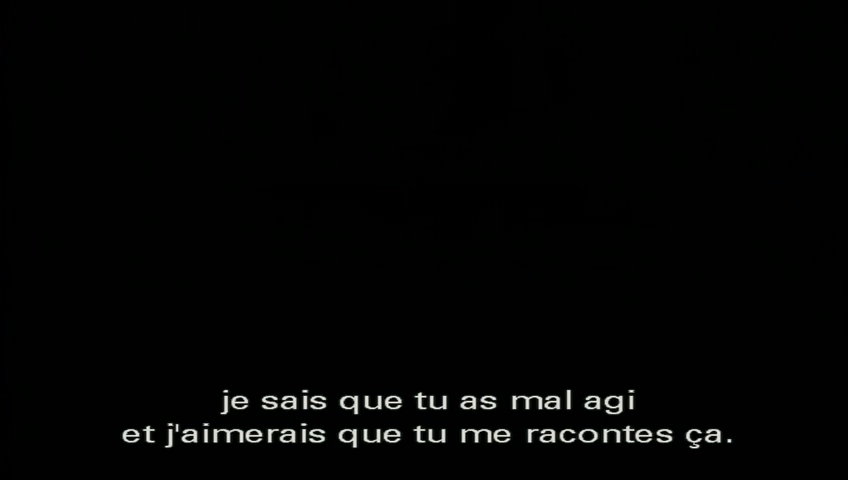 je sais que tu as mal agi
et j'aimerais que tu me racontes ça.